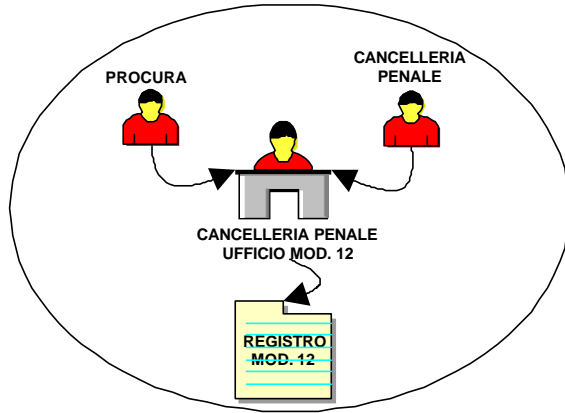 PROCURA
CANCELLERIA
PENALE
CANCELLERIA PENALE
UFFICIO MOD. 12
REGISTRO
MOD. 12